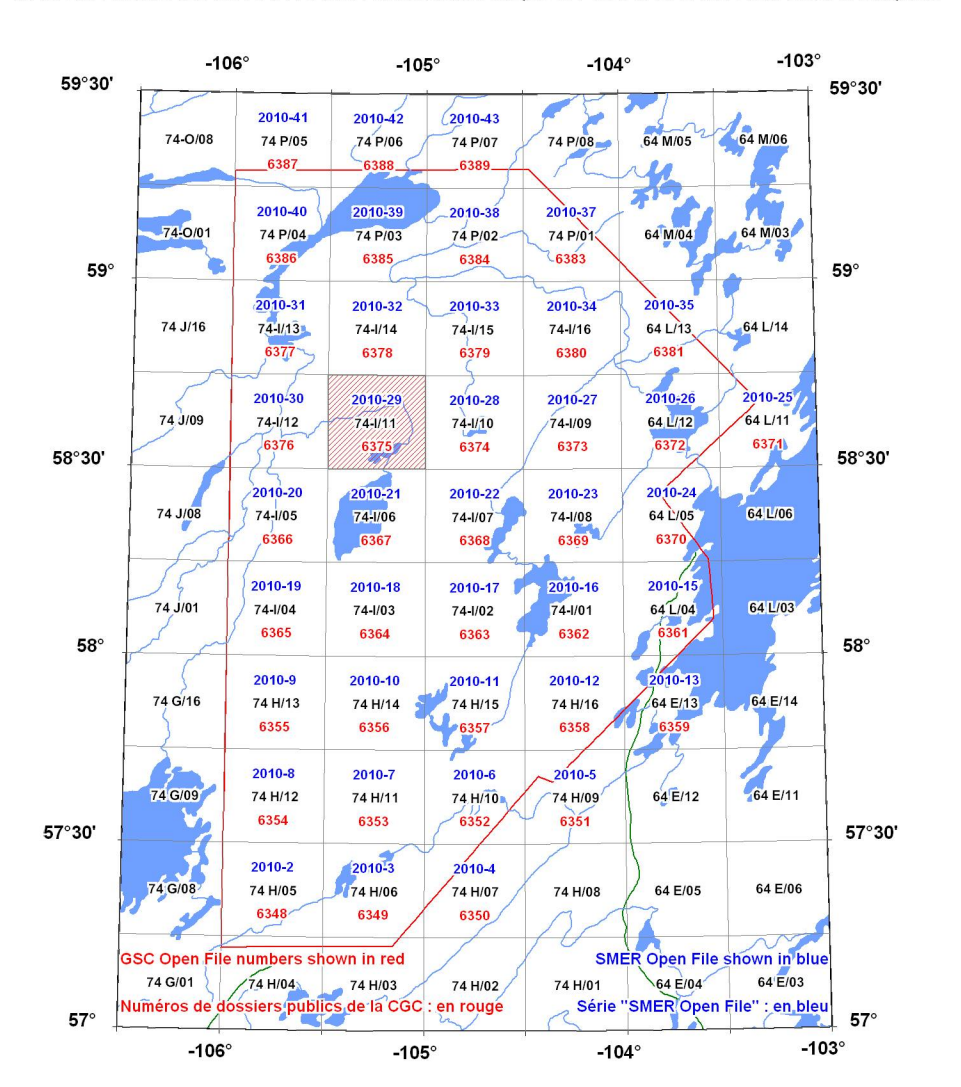 -106° -105° -104° -103°
59°30' 59°30'
2010-41 2010-42 2010-43
74-O/08 74 P/05 74 P/06 74 P/07 74 P/08 64 M/05 64 M/06
6387 6388 6389
2010-40 2010-39 2010-38 2010-37
74-O/01 74 P/04 74 P/03 74 P/02 74 P/01 64 M/04 64 M/03
6386 6385 6384 6383
59° 59°
2010-31 2010-32 2010-33 2010-34 2010-35
74 J/16 74-I/13 74-I/14 74-I/15 74-I/16 64 L/13 64 L/14
6377 6378 6379 6380 6381
2010-30 2010-29 2010-28 2010-27 2010-26 2010-25
74 J/09 74-I/12 74-I/11 74-I/10 74-I/09 64 L/12 64 L/11
6376 6375 6374 6373 6372 6371
58°30' 58°30'
2010-20 2010-21 2010-22 2010-23 2010-24
74 J/08 74-I/05 74-I/06 74-I/07 74-I/08 64 L/05 64 L/06
6366 6367 6368 6369 6370
2010-19 2010-18 2010-17 2010-16 2010-15
74 J/01 74-I/04 74-I/03 74-I/02 74-I/01 64 L/04 64 L/03
6365 6364 6363 6362 6361
58° 58°
2010-9 2010-10 2010-11 2010-12 2010-13
74 G/16 74 H/13 74 H/14 74 H/15 74 H/16 64 E/13 64 E/14
6355 6356 6357 6358 6359
2010-8 2010-7 2010-6 2010-5
74 G/09 74 H/12 74 H/11 74 H/10 74 H/09 64 E/12 64 E/11
6354 6353 6352 6351
57°30' 57°30'
2010-2 2010-3 2010-4
74 G/08 74 H/05 74 H/06 74 H/07 74 H/08 64 E/05 64 E/06
6348 6349 6350
GSC Open File numbers shown in red SMER Open File shown in blue
74 G/01 74 H/04 74 H/03 74 H/02 74 H/01 64 E/04 64 E/03
Numéros de dossiers publics de la CGC : en rouge Série "SMER Open File" : en bleu
57° 57°
-106° -105° -104° -103°